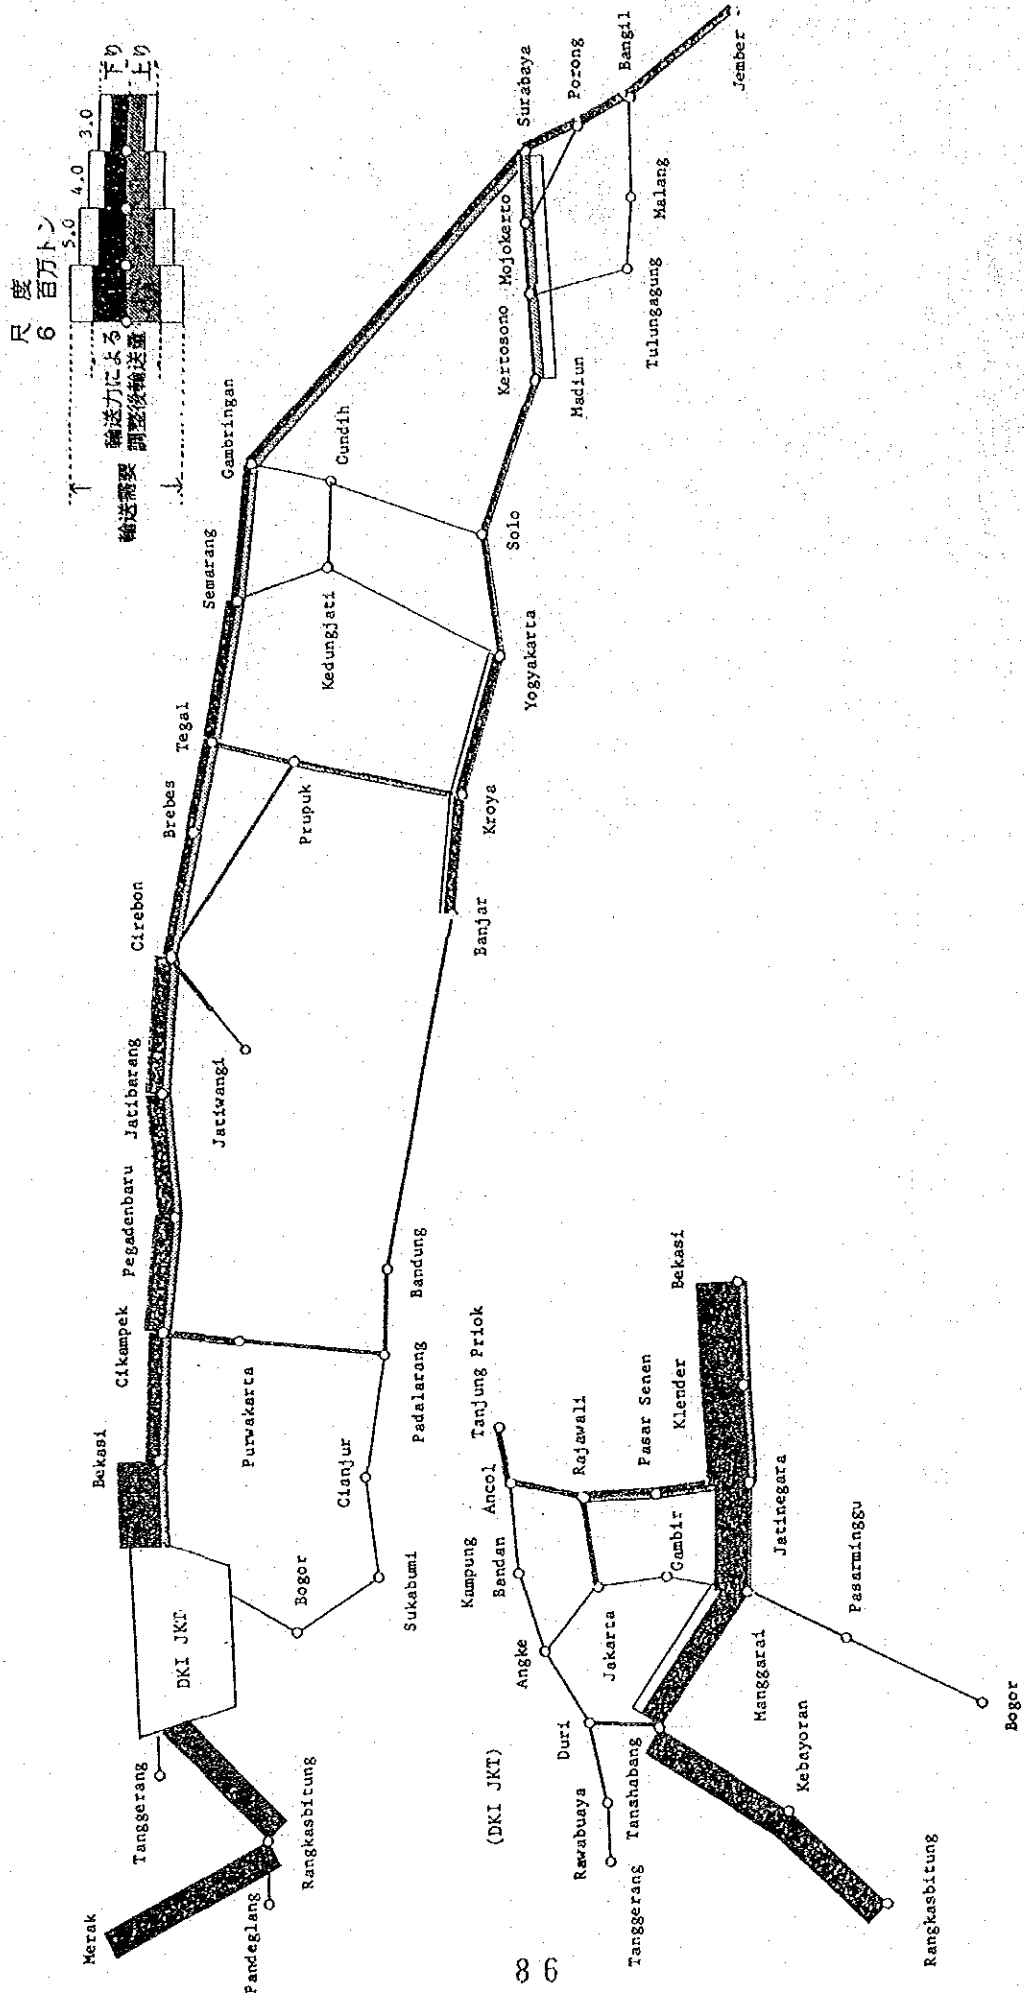 尺 度
6 百万トン
5.0
4.0
3.0
下り
上り
輸送需要
輸送力による
調整後輸送量
Merak
Tanggerang
Pandeglang
Rangkasbitung
DKI JKT
Bekasi
Cikampek
Pegadenbaru
Jatibarang
Cirebon
Brebes
Tegal
Semarang
Gambringan
Bogor
Sukabumi
Cianjur
Purwakarta
Padalarang
Bandung
Jatiwangi
Prupuk
Banjar
Kroya
Kedungjati
Yogyakarta
Cundih
Solo
Madiun
Kertosono
Mojokerto
Surabaya
Porong
Bangil
Jember
Tulungagung
Malang
(DKI JKT)
Tanggerang
Rawabuaya
Duri
Angke
Kampung
Bandan
Ancol
Tanjung Priok
Rajawali
Jakarta
Gambir
Pasar Senen
Klender
Bekasi
Tanahabang
Manggarai
Jatinegara
Kebayoran
Rangkasbitung
Pasarminggu
Bogor
86